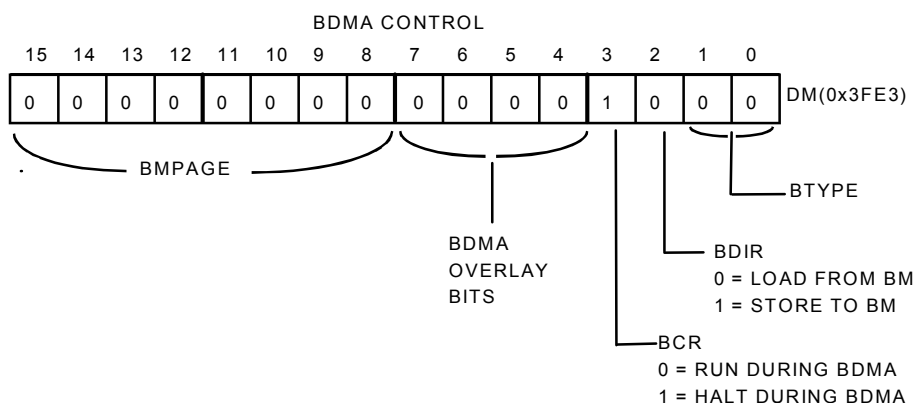 BDMA CONTROL
15 14 13 12 11 10 9 8 7 6 5 4 3 2 1 0
0 0 0 0 0 0 0 0 0 0 0 0 1 0 0 0 DM(0x3FE3)
BMPAGE
BTYPE
BDMA
OVERLAY
BITS
BDIR
0 = LOAD FROM BM
1 = STORE TO BM
BCR
0 = RUN DURING BDMA
1 = HALT DURING BDMA